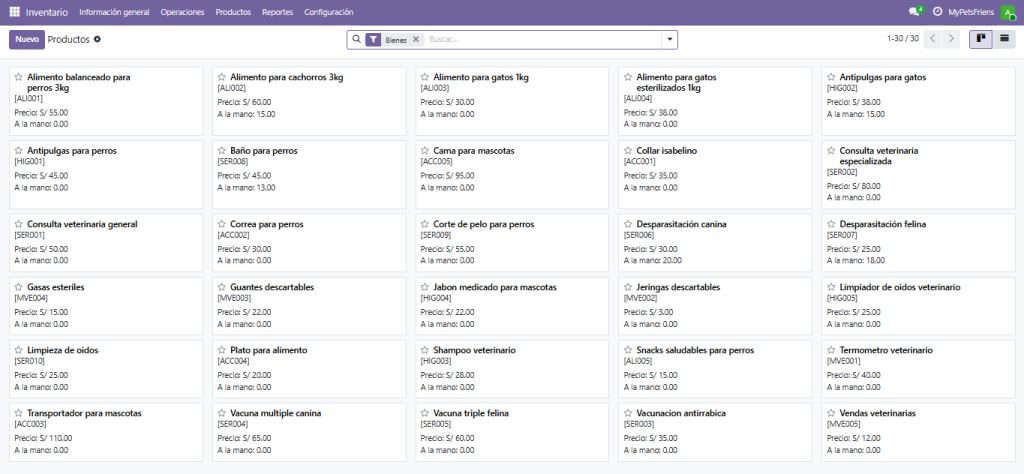 Inventario Información general Operaciones Productos Reportes Configuración 4 MyPetsFriens A
Nuevo Productos Bienes Buscar... 1-30 / 30
Alimento balanceado para
perros 3kg
[ALI001]
Precio: S/ 55.00
A la mano: 0.00
Alimento para cachorros 3kg
[ALI002]
Precio: S/ 60.00
A la mano: 15.00
Alimento para gatos 1kg
[ALI003]
Precio: S/ 30.00
A la mano: 0.00
Alimento para gatos
esterilizados 1kg
[ALI004]
Precio: S/ 38.00
A la mano: 0.00
Antipulgas para gatos
[HIG002]
Precio: S/ 38.00
A la mano: 15.00
Antipulgas para perros
[HIG001]
Precio: S/ 45.00
A la mano: 0.00
Baño para perros
[SER008]
Precio: S/ 45.00
A la mano: 13.00
Cama para mascotas
[ACC005]
Precio: S/ 95.00
A la mano: 0.00
Collar isabelino
[ACC001]
Precio: S/ 35.00
A la mano: 0.00
Consulta veterinaria
especializada
[SER002]
Precio: S/ 80.00
A la mano: 0.00
Consulta veterinaria general
[SER001]
Precio: S/ 50.00
A la mano: 0.00
Correa para perros
[ACC002]
Precio: S/ 30.00
A la mano: 0.00
Corte de pelo para perros
[SER009]
Precio: S/ 55.00
A la mano: 0.00
Desparasitación canina
[SER006]
Precio: S/ 30.00
A la mano: 20.00
Desparasitación felina
[SER007]
Precio: S/ 25.00
A la mano: 18.00
Gasas esteriles
[MVE004]
Precio: S/ 15.00
A la mano: 0.00
Guantes descartables
[MVE003]
Precio: S/ 22.00
A la mano: 0.00
Jabon medicado para mascotas
[HIG004]
Precio: S/ 22.00
A la mano: 0.00
Jeringas descartables
[MVE002]
Precio: S/ 3.00
A la mano: 0.00
Limpiador de oidos veterinario
[HIG005]
Precio: S/ 25.00
A la mano: 0.00
Limpieza de oidos
[SER010]
Precio: S/ 25.00
A la mano: 0.00
Plato para alimento
[ACC004]
Precio: S/ 20.00
A la mano: 0.00
Shampoo veterinario
[HIG003]
Precio: S/ 28.00
A la mano: 0.00
Snacks saludables para perros
[ALI005]
Precio: S/ 15.00
A la mano: 0.00
Termometro veterinario
[MVE001]
Precio: S/ 40.00
A la mano: 0.00
Transportador para mascotas
[ACC003]
Precio: S/ 110.00
A la mano: 0.00
Vacuna multiple canina
[SER004]
Precio: S/ 65.00
A la mano: 0.00
Vacuna triple felina
[SER005]
Precio: S/ 60.00
A la mano: 0.00
Vacunacion antirrabica
[SER003]
Precio: S/ 35.00
A la mano: 0.00
Vendas veterinarias
[MVE005]
Precio: S/ 12.00
A la mano: 0.00